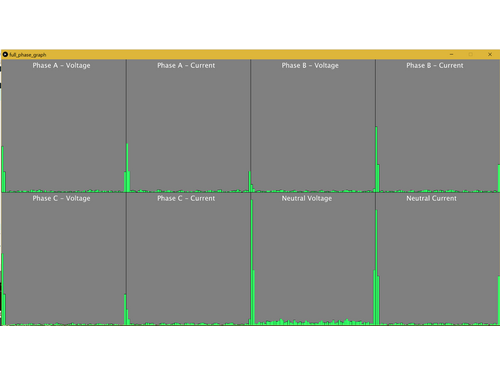 full_phase_graph
Phase A - Voltage
Phase A - Current
Phase B - Voltage
Phase B - Current
Phase C - Voltage
Phase C - Current
Neutral Voltage
Neutral Current